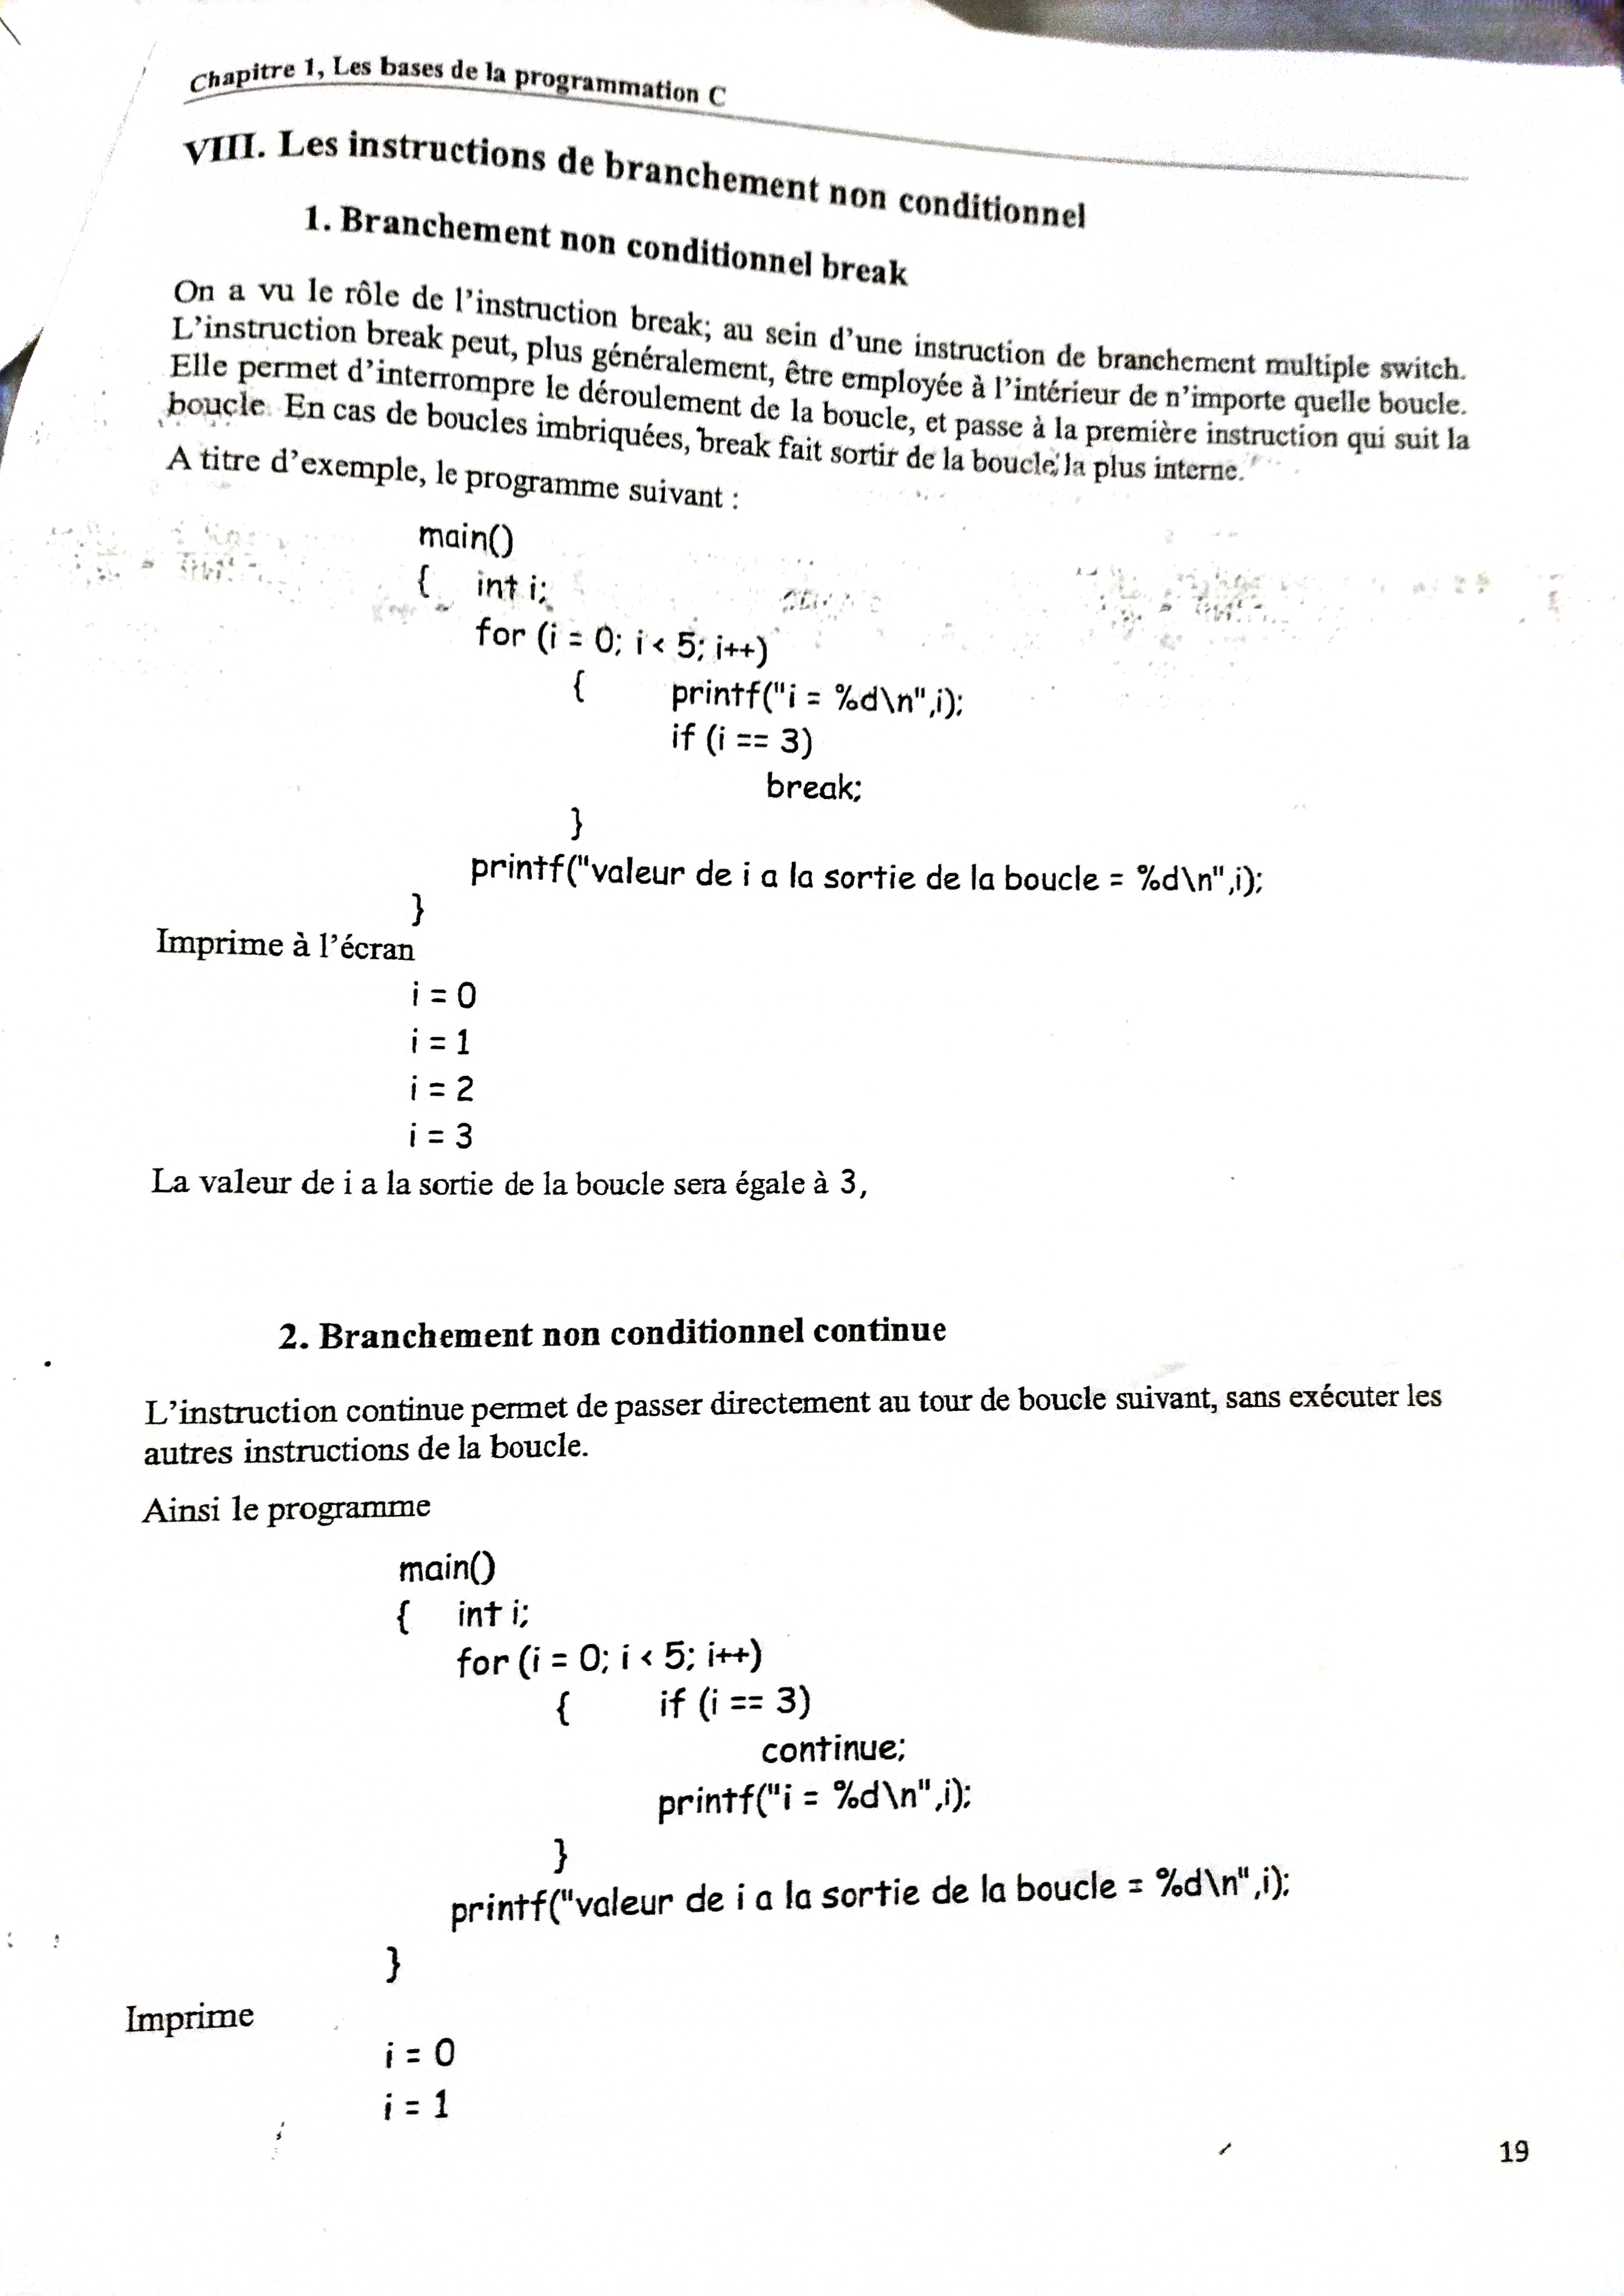 Chapitre 1, Les bases de la programmation C
VIII. Les instructions de branchement non conditionnel
1. Branchement non conditionnel break
On a vu le rôle de l'instruction break; au sein d'une instruction de branchement multiple switch.
L'instruction break peut, plus généralement, être employée à l'intérieur de n'importe quelle boucle.
Elle permet d'interrompre le déroulement de la boucle, et passe à la première instruction qui suit la
boucle. En cas de boucles imbriquées, break fait sortir de la boucle la plus interne.
A titre d'exemple, le programme suivant :
main()
{ int i;
for (i = 0; i < 5; i++)
{ printf("i = %d\n",i);
if (i == 3)
break;
}
printf("valeur de i a la sortie de la boucle = %d\n",i);
}
Imprime à l'écran
i = 0
i = 1
i = 2
i = 3
La valeur de i a la sortie de la boucle sera égale à 3,
2. Branchement non conditionnel continue
L'instruction continue permet de passer directement au tour de boucle suivant, sans exécuter les
autres instructions de la boucle.
Ainsi le programme
main()
{ int i;
for (i = 0; i < 5; i++)
{ if (i == 3)
continue;
printf("i = %d\n",i);
}
printf("valeur de i a la sortie de la boucle = %d\n",i);
}
Imprime
i = 0
i = 1
19